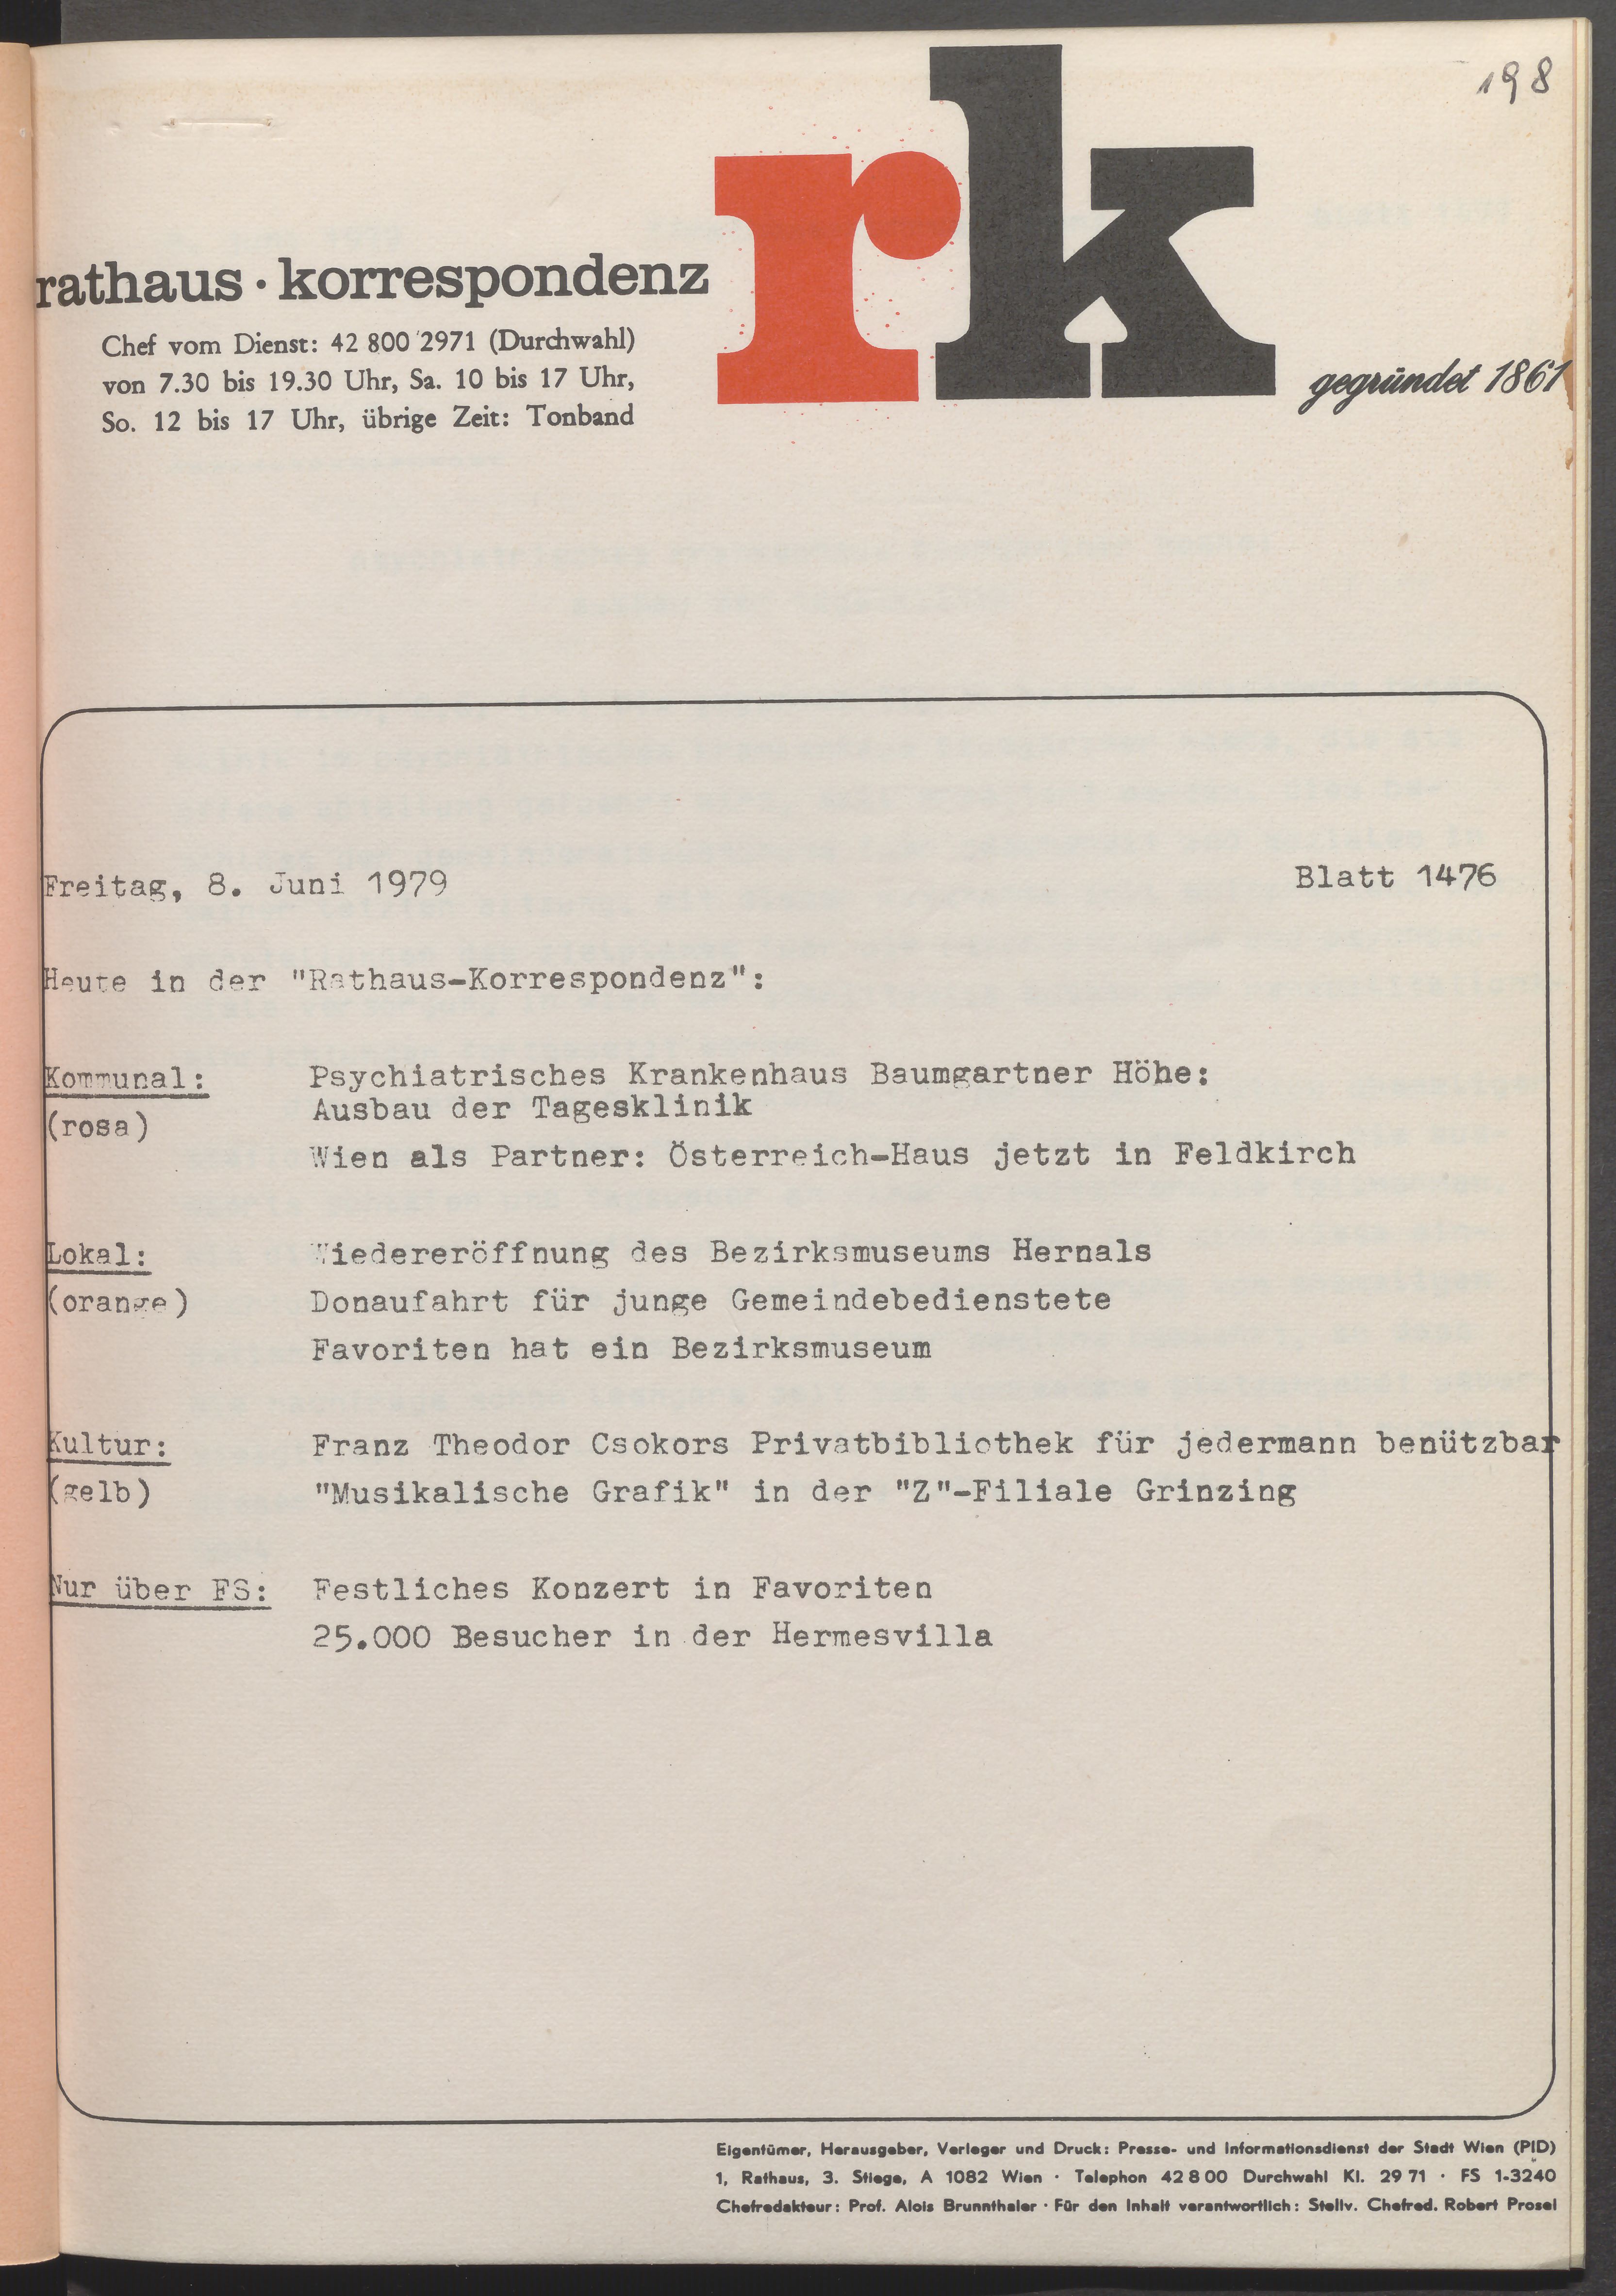 198
rk
rathaus · korrespondenz
Chef vom Dienst: 42 800 2971 (Durchwahl)
von 7.30 bis 19.30 Uhr, Sa. 10 bis 17 Uhr,
So. 12 bis 17 Uhr, übrige Zeit: Tonband
gegründet 1861
Freitag, 8. Juni 1979 Blatt 1476
Heute in der "Rathaus-Korrespondenz":
Kommunal: Psychiatrisches Krankenhaus Baumgartner Höhe:
(rosa) Ausbau der Tagesklinik
Wien als Partner: Österreich-Haus jetzt in Feldkirch
Lokal: Wiedereröffnung des Bezirksmuseums Hernals
(orange) Donaufahrt für junge Gemeindebedienstete
Favoriten hat ein Bezirksmuseum
Kultur: Franz Theodor Csokors Privatbibliothek für jedermann benützbar
(gelb) "Musikalische Grafik" in der "Z"-Filiale Grinzing
Nur über FS: Festliches Konzert in Favoriten
25.000 Besucher in der Hermesvilla
Eigentümer, Herausgeber, Verleger und Druck: Presse- und Informationsdienst der Stadt Wien (PID)
1, Rathaus, 3. Stiege, A 1082 Wien · Telephon 42 8 00 Durchwahl Kl. 29 71 · FS 1-3240
Chefredakteur: Prof. Alois Brunnthaler · Für den Inhalt verantwortlich: Stellv. Chefred. Robert Prosel